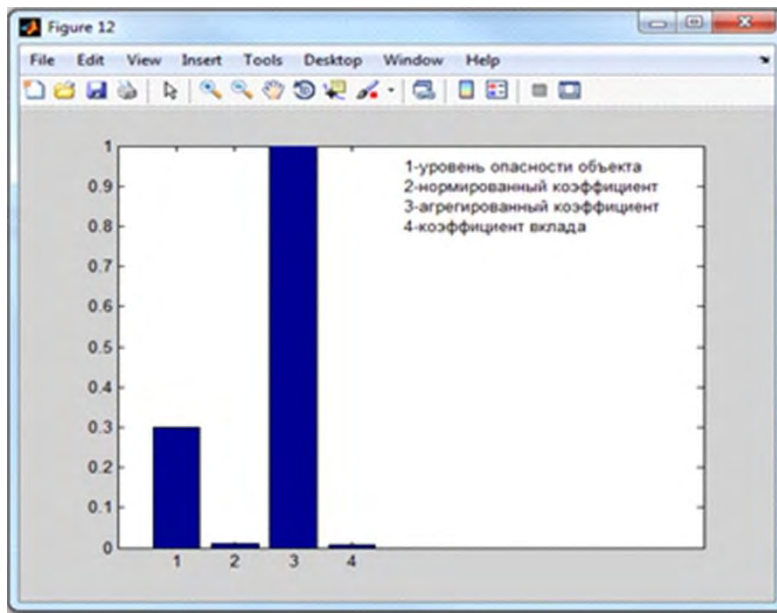 Figure 12
File Edit View Insert Tools Desktop Window Help
1
0.9
0.8
0.7
0.6
0.5
0.4
0.3
0.2
0.1
0
1-уровень опасности объекта
2-нормированный коэффициент
3-агрегированный коэффициент
4-коэффициент вклада
1 2 3 4